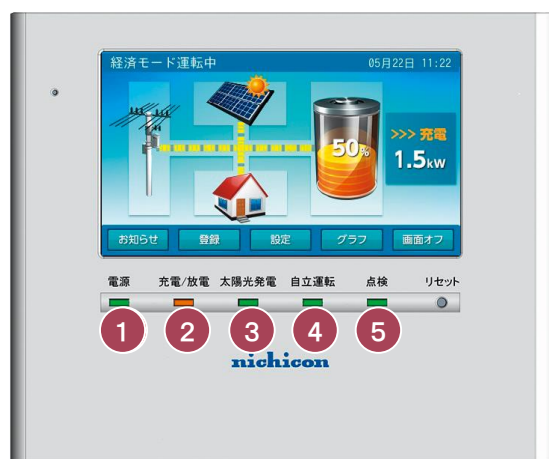 経済モード運転中 05月22日 11:22
50%
>>> 充電
1.5kw
お知らせ 登録 設定 グラフ 画面オフ
電源 充電/放電 太陽光発電 自立運転 点検 リセット
1 2 3 4 5
nichicon